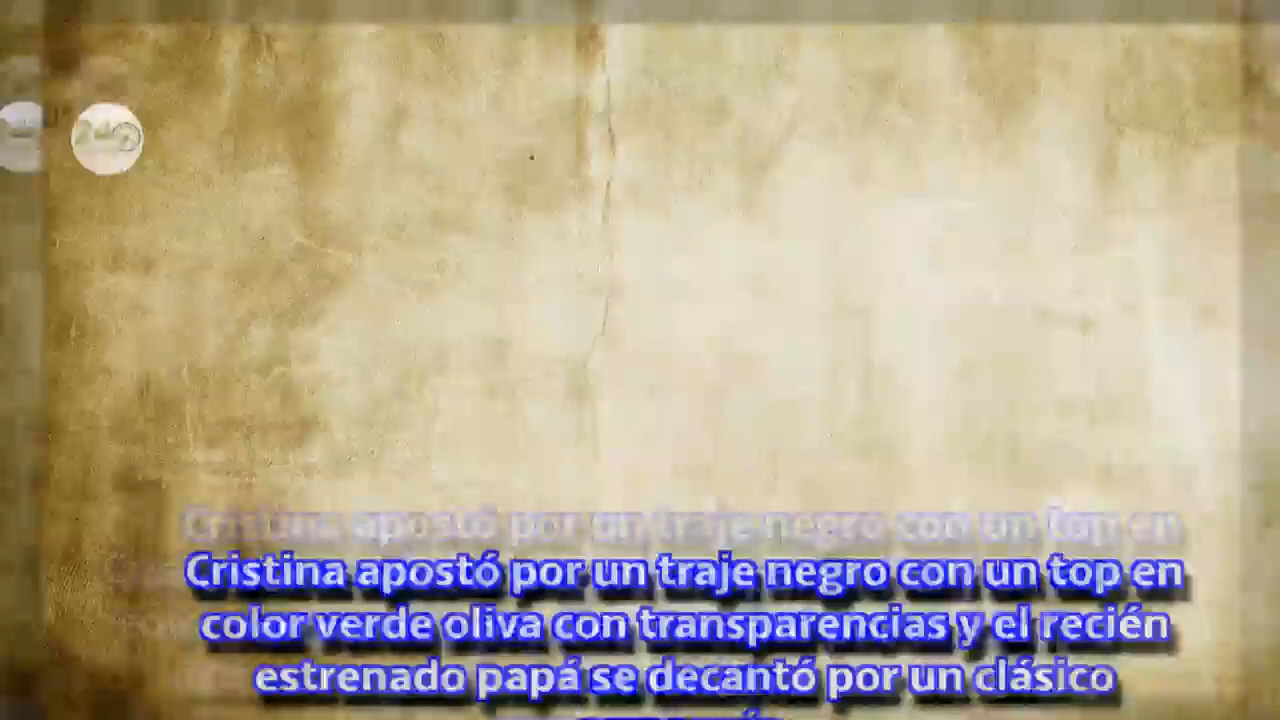 Cristina apostó por un traje negro con un top en
color verde oliva con transparencias y el recién
estrenado papá se decantó por un clásico